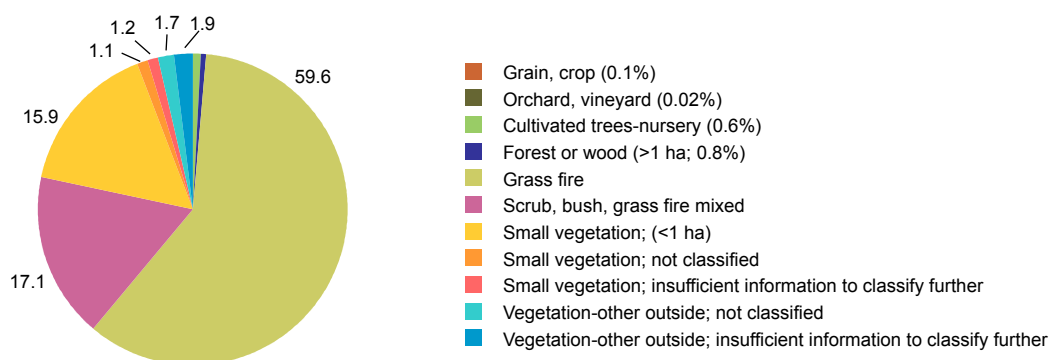 1.9
1.7
1.2
1.1
59.6
15.9
17.1
Grain, crop (0.1%)
Orchard, vineyard (0.02%)
Cultivated trees-nursery (0.6%)
Forest or wood (>1 ha; 0.8%)
Grass fire
Scrub, bush, grass fire mixed
Small vegetation; (<1 ha)
Small vegetation; not classified
Small vegetation; insufficient information to classify further
Vegetation-other outside; not classified
Vegetation-other outside; insufficient information to classify further